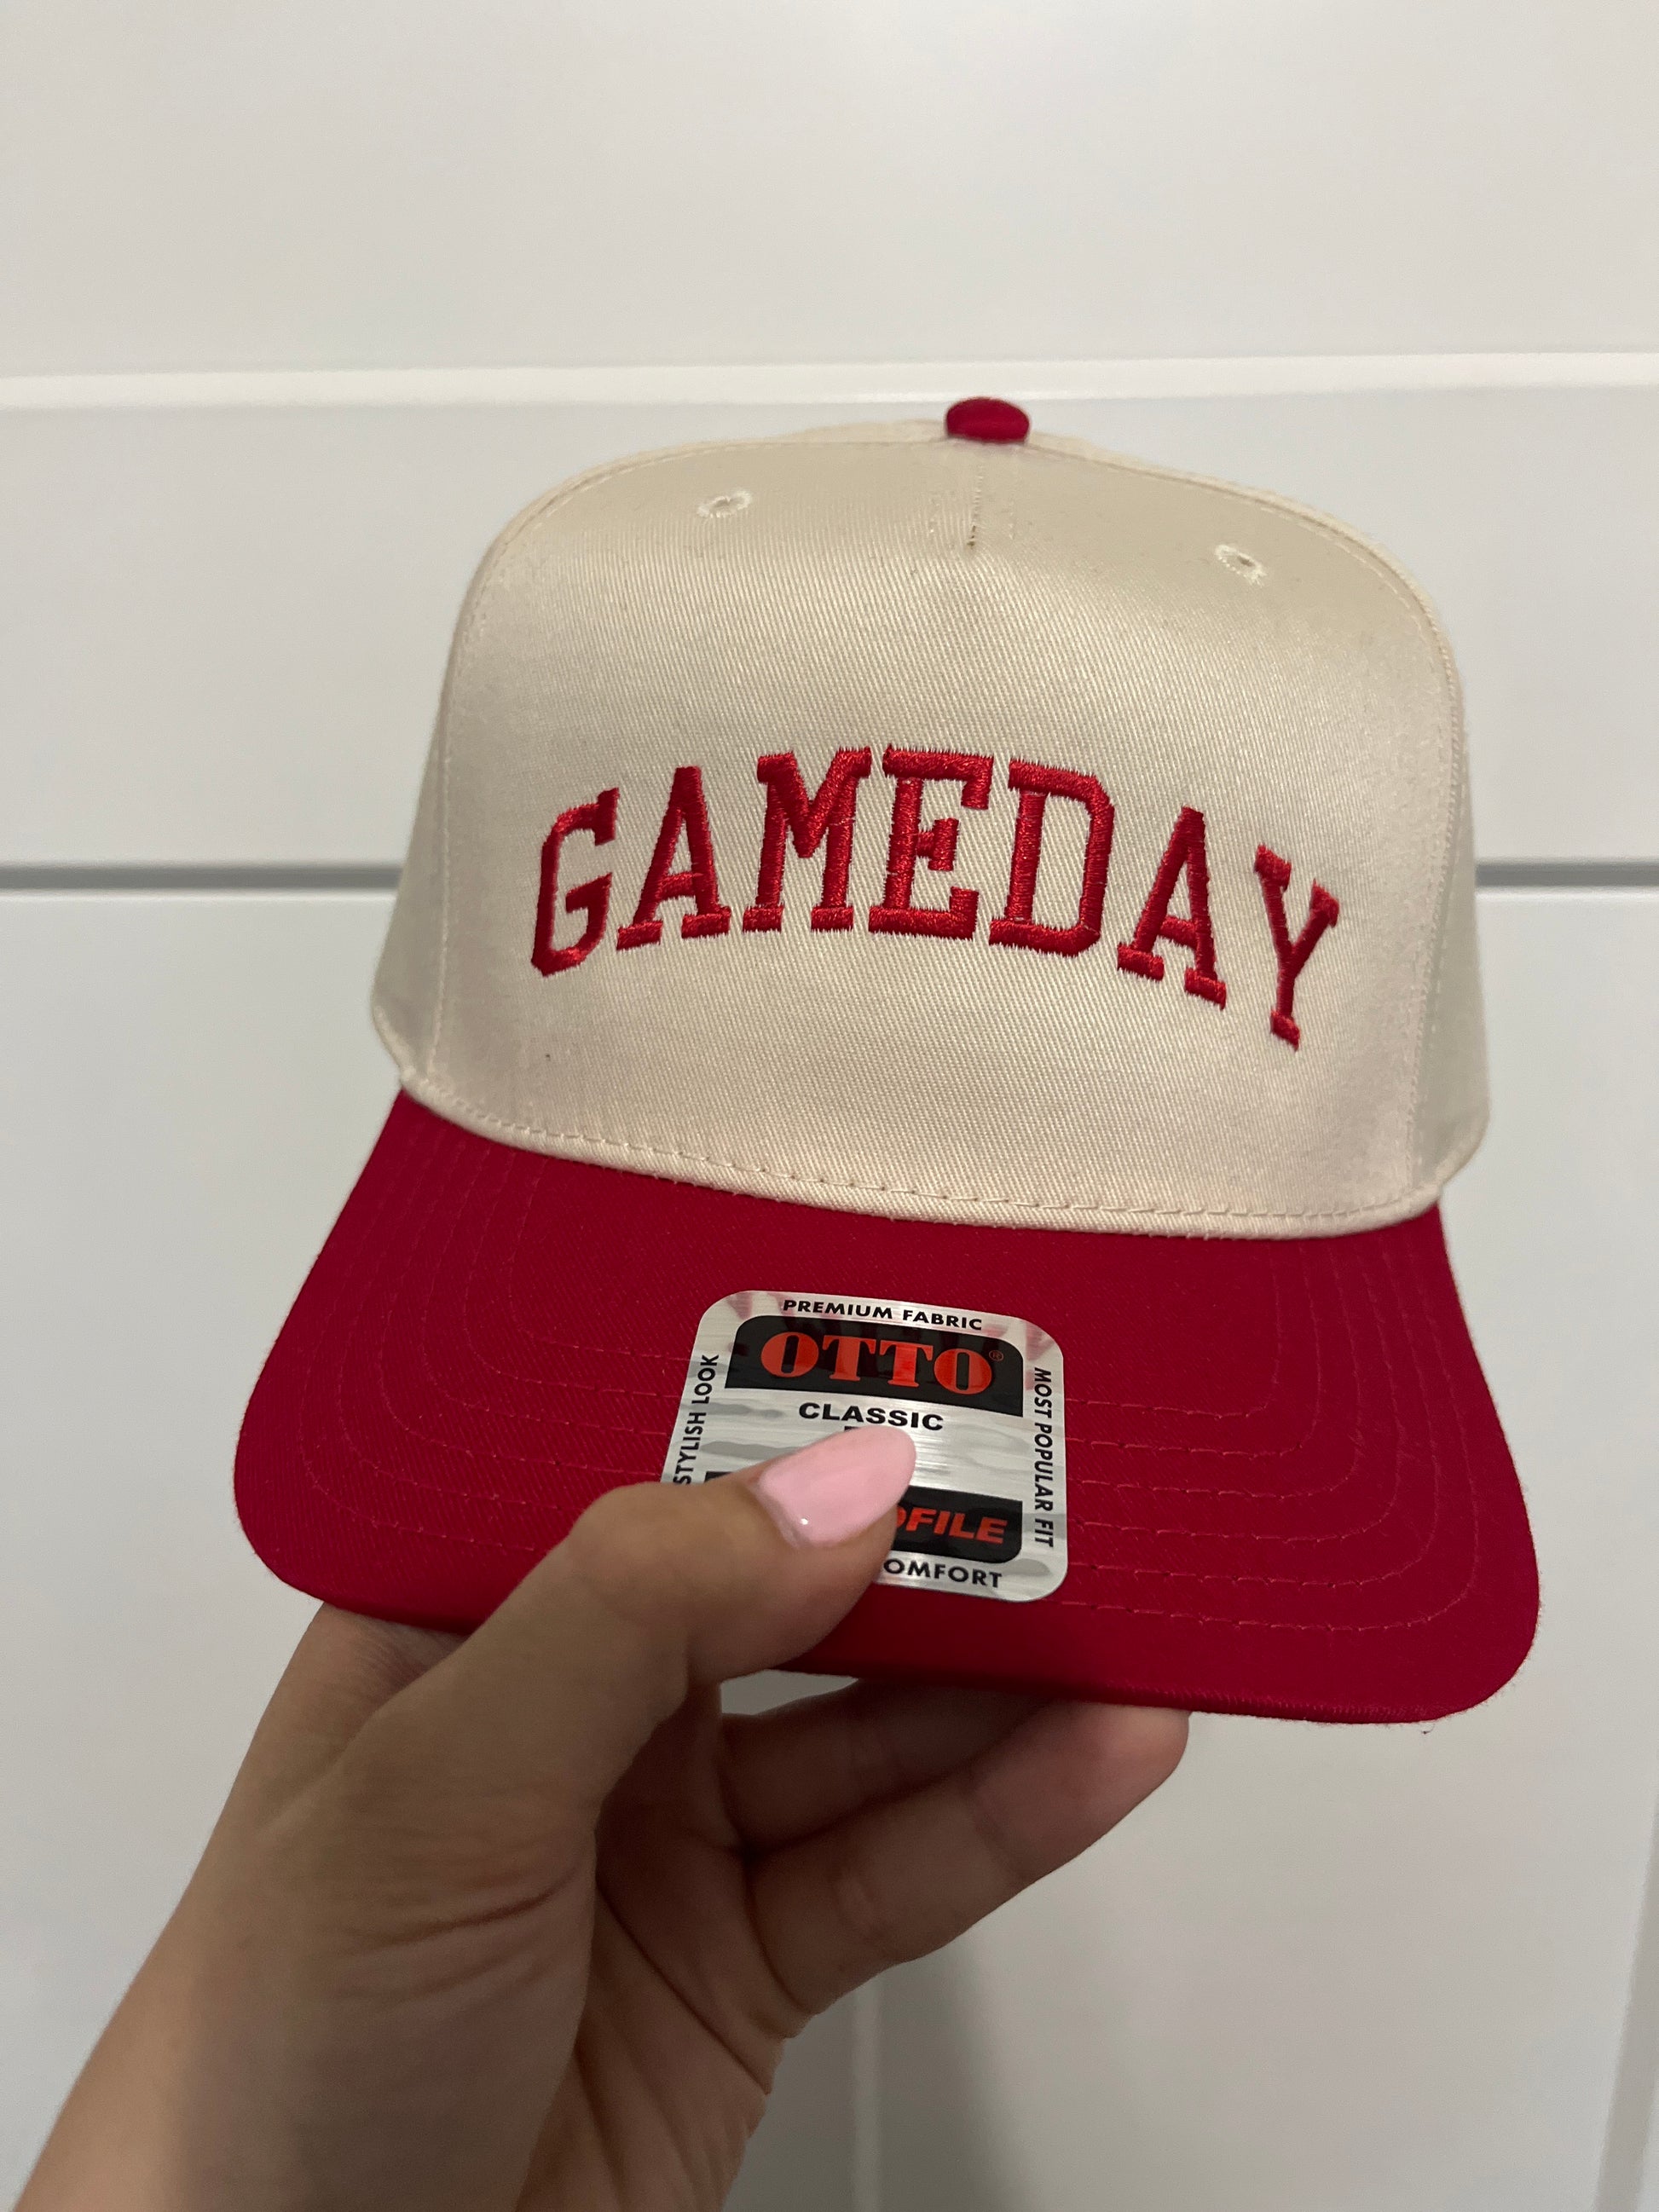 GAMEDAY
PREMIUM FABRIC
OTTO®
STYLISH LOOK
CLASSIC
MOST POPULAR FIT